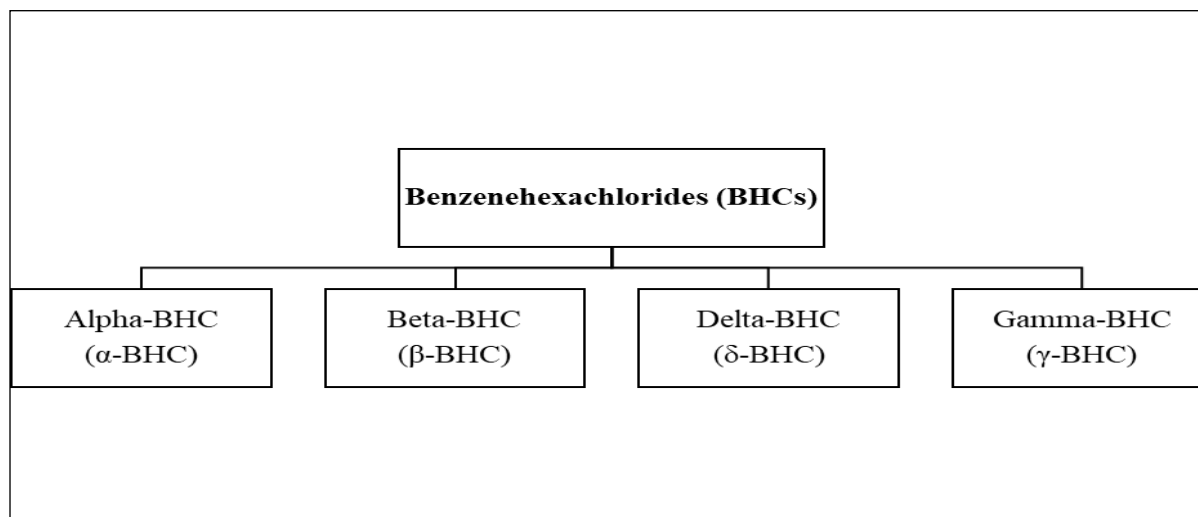 Benzenehexachlorides (BHCs)
Alpha-BHC
(α-BHC)
Beta-BHC
(β-BHC)
Delta-BHC
(δ-BHC)
Gamma-BHC
(γ-BHC)